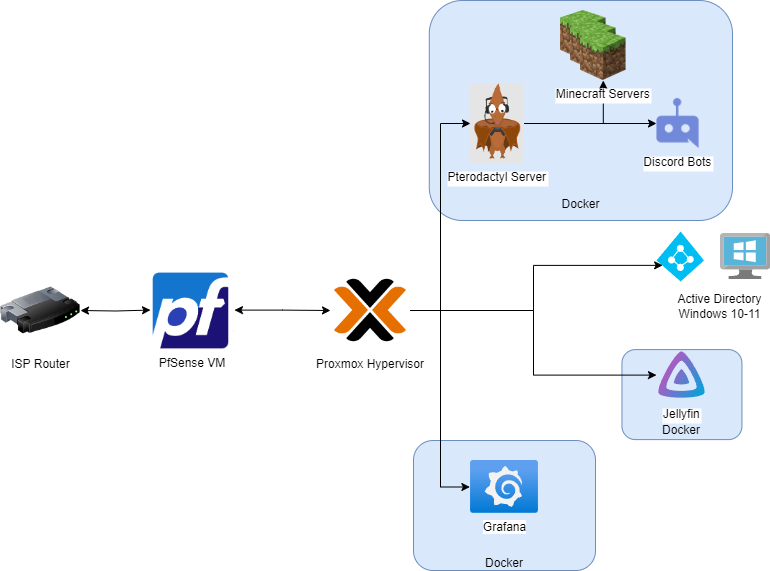 Minecraft Servers
Pterodactyl Server
Discord Bots
Docker
Active Directory
Windows 10-11
pf
ISP Router
PfSense VM
Proxmox Hypervisor
Jellyfin
Docker
Grafana
Docker